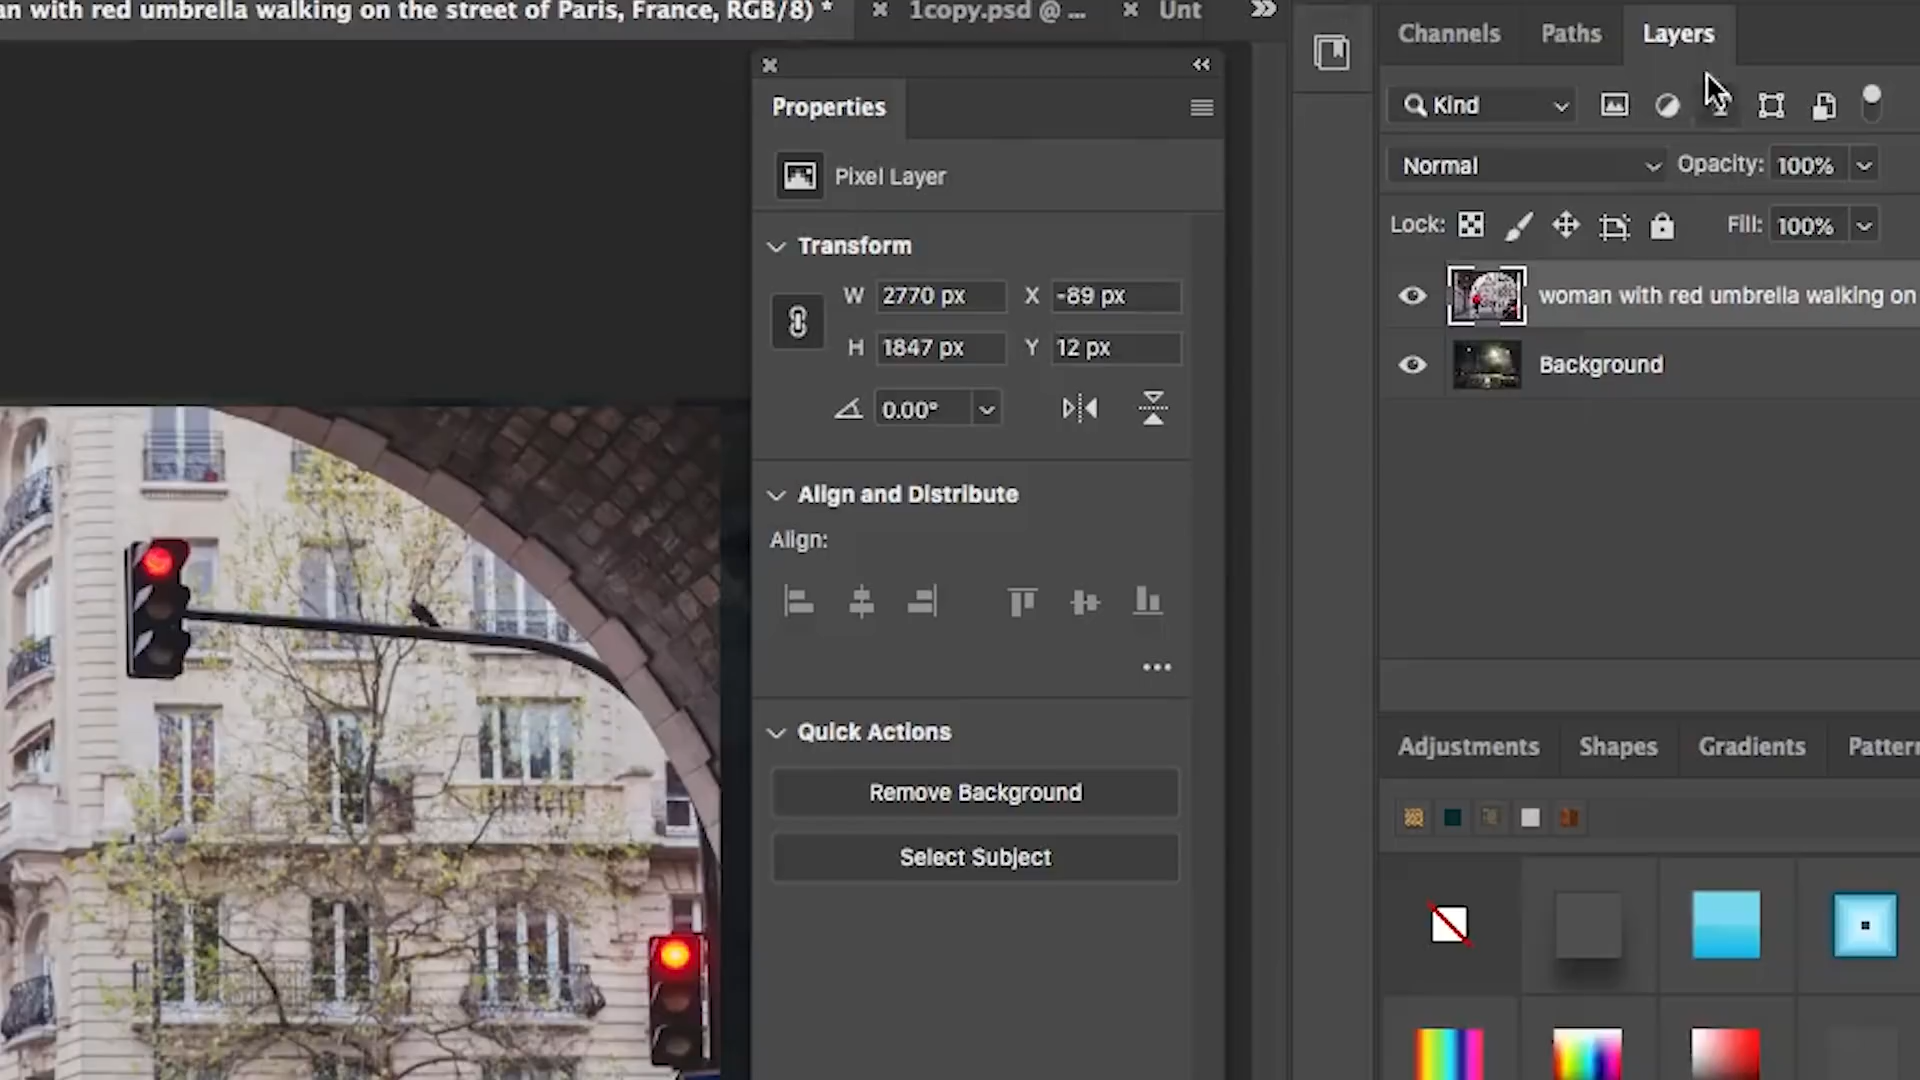 an with red umbrella walking on the street of Paris, France, RGB/8) *
1copy.psd @ ...
Unt
Properties
Pixel Layer
Transform
W 2770 px X -89 px
H 1847 px Y 12 px
0.00°
Align and Distribute
Align:
Quick Actions
Remove Background
Select Subject
Channels Paths Layers
Kind
Normal Opacity: 100%
Lock: Fill: 100%
woman with red umbrella walking on
Background
Adjustments Shapes Gradients Pattern